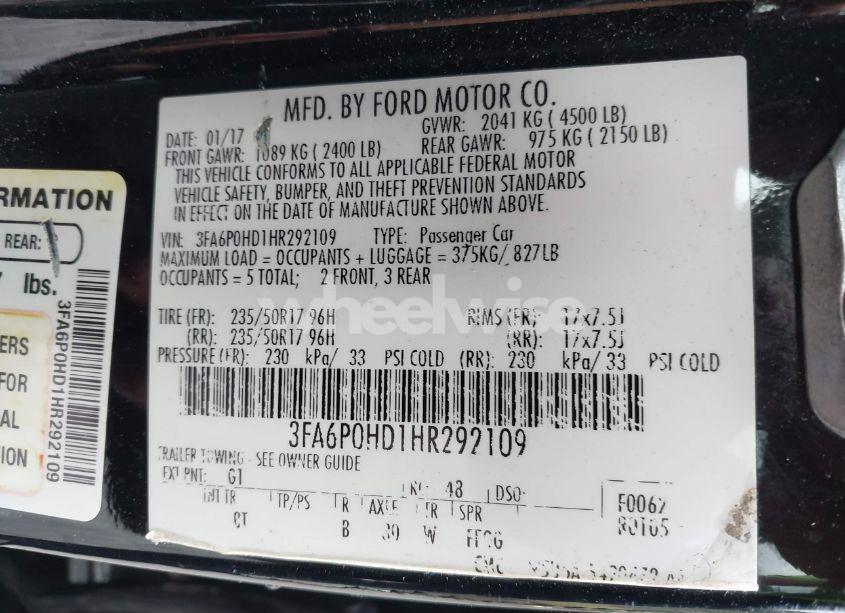 MFD. BY FORD MOTOR CO.
DATE: 01/17 GVWR: 2041 KG ( 4500 LB)
FRONT GAWR: 1089 KG ( 2400 LB) REAR GAWR: 975 KG ( 2150 LB)
THIS VEHICLE CONFORMS TO ALL APPLICABLE FEDERAL MOTOR
VEHICLE SAFETY, BUMPER, AND THEFT PREVENTION STANDARDS
IN EFFECT ON THE DATE OF MANUFACTURE SHOWN ABOVE.
VIN: 3FA6P0HD1HR292109 TYPE: Passenger Car
MAXIMUM LOAD = OCCUPANTS + LUGGAGE = 375KG/ 827LB
OCCUPANTS = 5 TOTAL; 2 FRONT, 3 REAR
TIRE (FR): 235/50R17 96H RIMS (FR): 17x7.5J
(RR): 235/50R17 96H (RR): 17x7.5J
PRESSURE (FR): 230 kPa/ 33 PSI COLD (RR): 230 kPa/ 33 PSI COLD
3FA6P0HD1HR292109
TRAILER TOWING - SEE OWNER GUIDE
EXT PNT: G1 RC: 48 DSO:
INT TR TP/PS R AXLE TR SPR
B W
RMATION
REAR:
lbs.
ERS
FOR
AL
TION
3FA6P0HD1HR292109
wheelwise